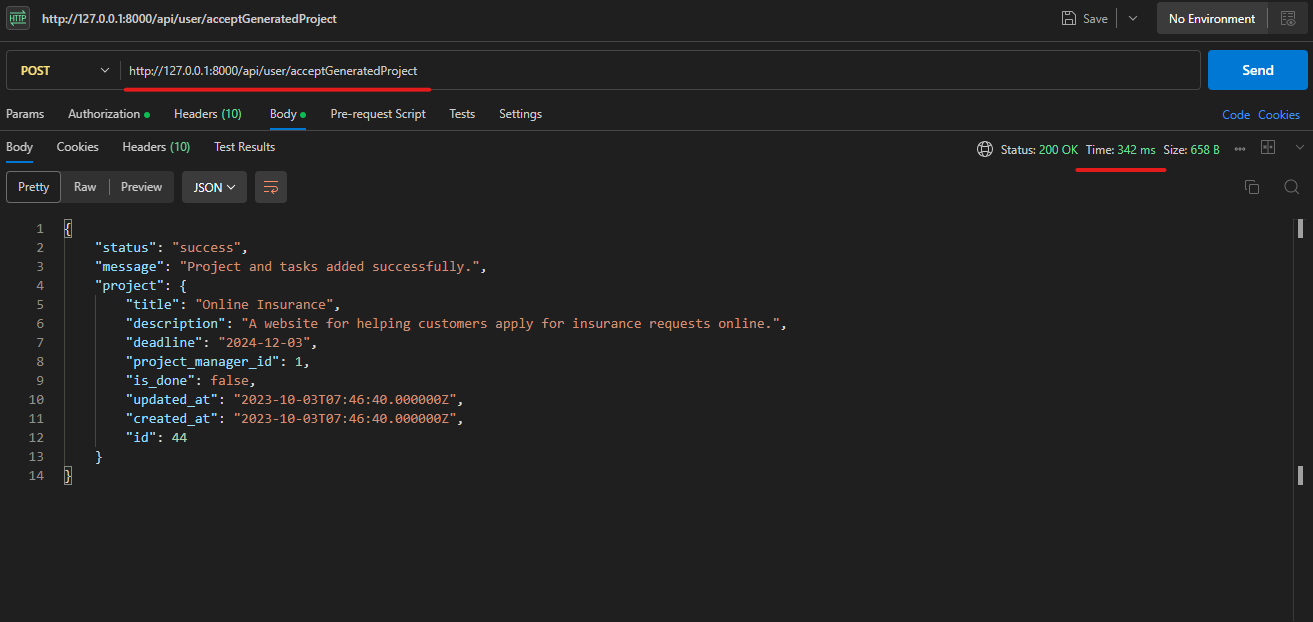 HTTP http://127.0.0.1:8000/api/user/acceptGeneratedProject Save No Environment
POST http://127.0.0.1:8000/api/user/acceptGeneratedProject Send
Params Authorization Headers (10) Body Pre-request Script Tests Settings Code Cookies
Body Cookies Headers (10) Test Results Status: 200 OK Time: 342 ms Size: 658 B
Pretty Raw Preview JSON
1 {
2 "status": "success",
3 "message": "Project and tasks added successfully.",
4 "project": {
5 "title": "Online Insurance",
6 "description": "A website for helping customers apply for insurance requests online.",
7 "deadline": "2024-12-03",
8 "project_manager_id": 1,
9 "is_done": false,
10 "updated_at": "2023-10-03T07:46:40.000000Z",
11 "created_at": "2023-10-03T07:46:40.000000Z",
12 "id": 44
13 }
14 }